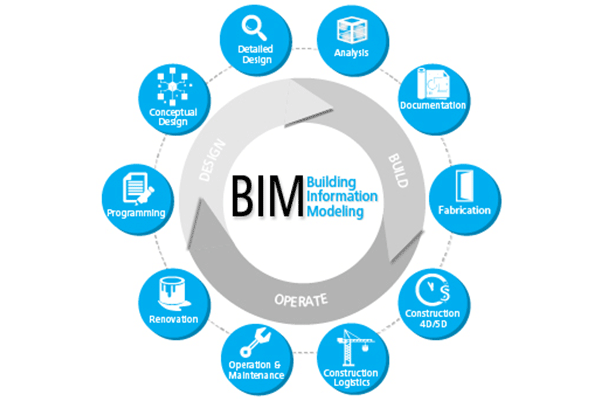 Detailed
Design
Analysis
Documentation
Fabrication
Construction
4D/5D
Construction
Logistics
Operation &
Maintenance
Renovation
Programming
Conceptual
Design
DESIGN
BUILD
OPERATE
BIM
Building
Information
Modeling